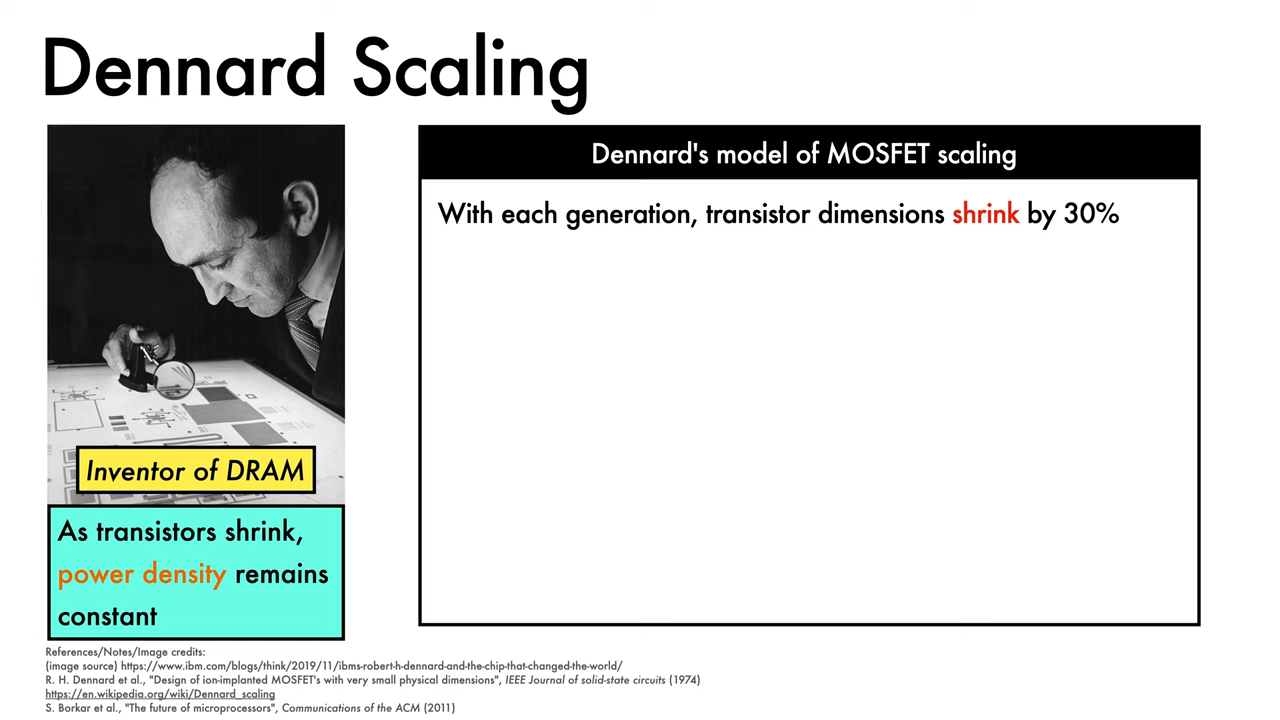 Dennard Scaling
Inventor of DRAM
As transistors shrink,
power density remains
constant
Dennard's model of MOSFET scaling
With each generation, transistor dimensions shrink by 30%
References/Notes/Image credits:
(image source) https://www.ibm.com/blogs/think/2019/11/ibms-robert-h-dennard-and-the-chip-that-changed-the-world/
R. H. Dennard et al., "Design of ion-implanted MOSFET's with very small physical dimensions", IEEE Journal of solid-state circuits (1974)
https://en.wikipedia.org/wiki/Dennard_scaling
S. Borkar et al., "The future of microprocessors", Communications of the ACM (2011)